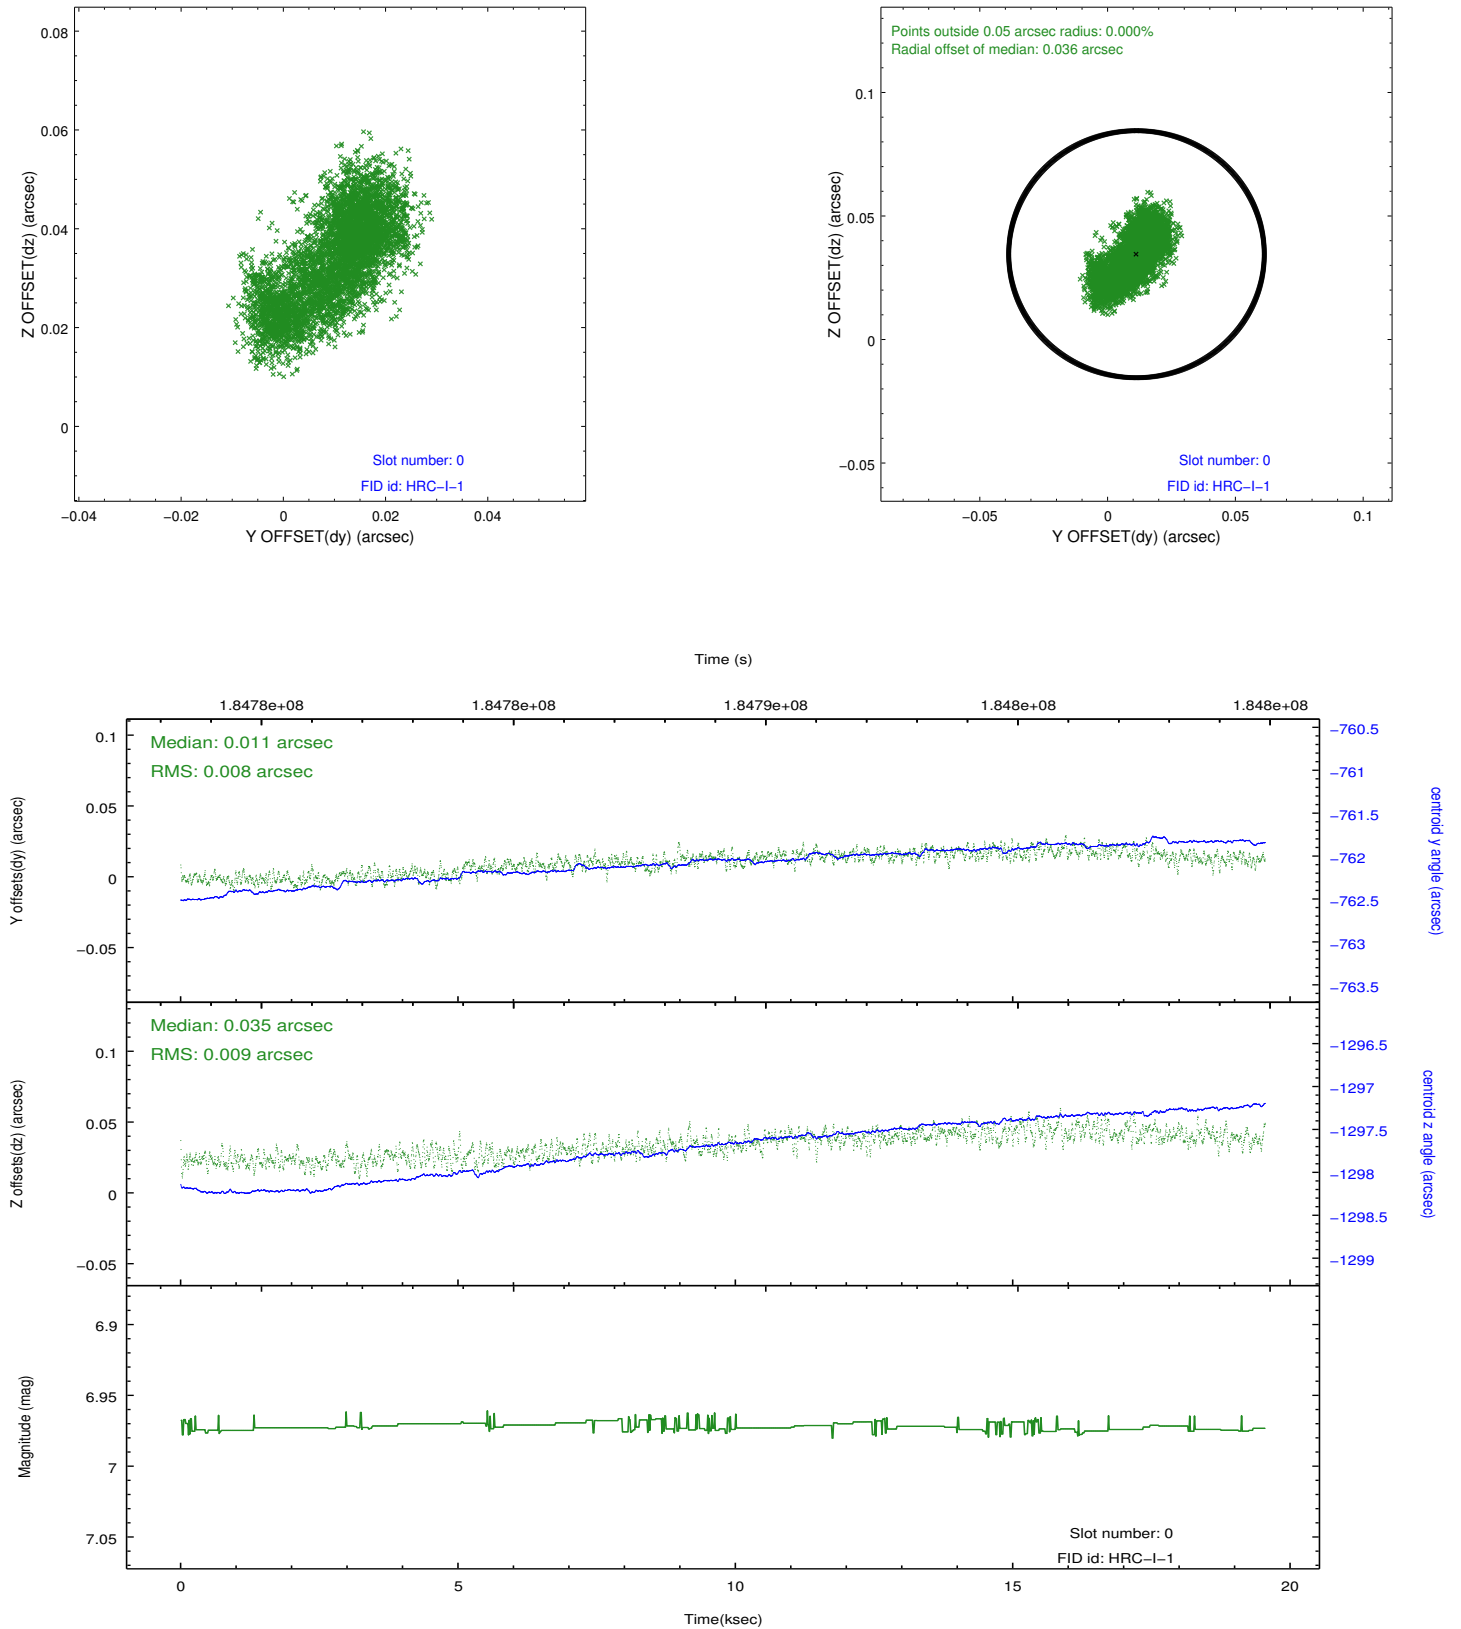 0.08
0.06
0.04
0.02
0
Z OFFSET(dz) (arcsec)
Slot number: 0
FID id: HRC−I−1
−0.04
−0.02
0
0.02
0.04
Y OFFSET(dy) (arcsec)
Points outside 0.05 arcsec radius: 0.000%
Radial offset of median: 0.036 arcsec
0.1
0.05
0
−0.05
Z OFFSET(dz) (arcsec)
Slot number: 0
FID id: HRC−I−1
−0.05
0
0.05
0.1
Y OFFSET(dy) (arcsec)
Time (s)
1.8478e+08
1.8478e+08
1.8479e+08
1.848e+08
1.848e+08
Median: 0.011 arcsec
RMS: 0.008 arcsec
0.1
0.05
0
−0.05
Y offsets(dy) (arcsec)
−760.5
−761
−761.5
−762
−762.5
−763
−763.5
centroid y angle (arcsec)
Median: 0.035 arcsec
RMS: 0.009 arcsec
0.1
0.05
0
−0.05
Z offsets(dz) (arcsec)
−1296.5
−1297
−1297.5
−1298
−1298.5
−1299
centroid z angle (arcsec)
6.9
6.95
7
7.05
Magnitude (mag)
Slot number: 0
FID id: HRC−I−1
0
5
10
15
20
Time(ksec)